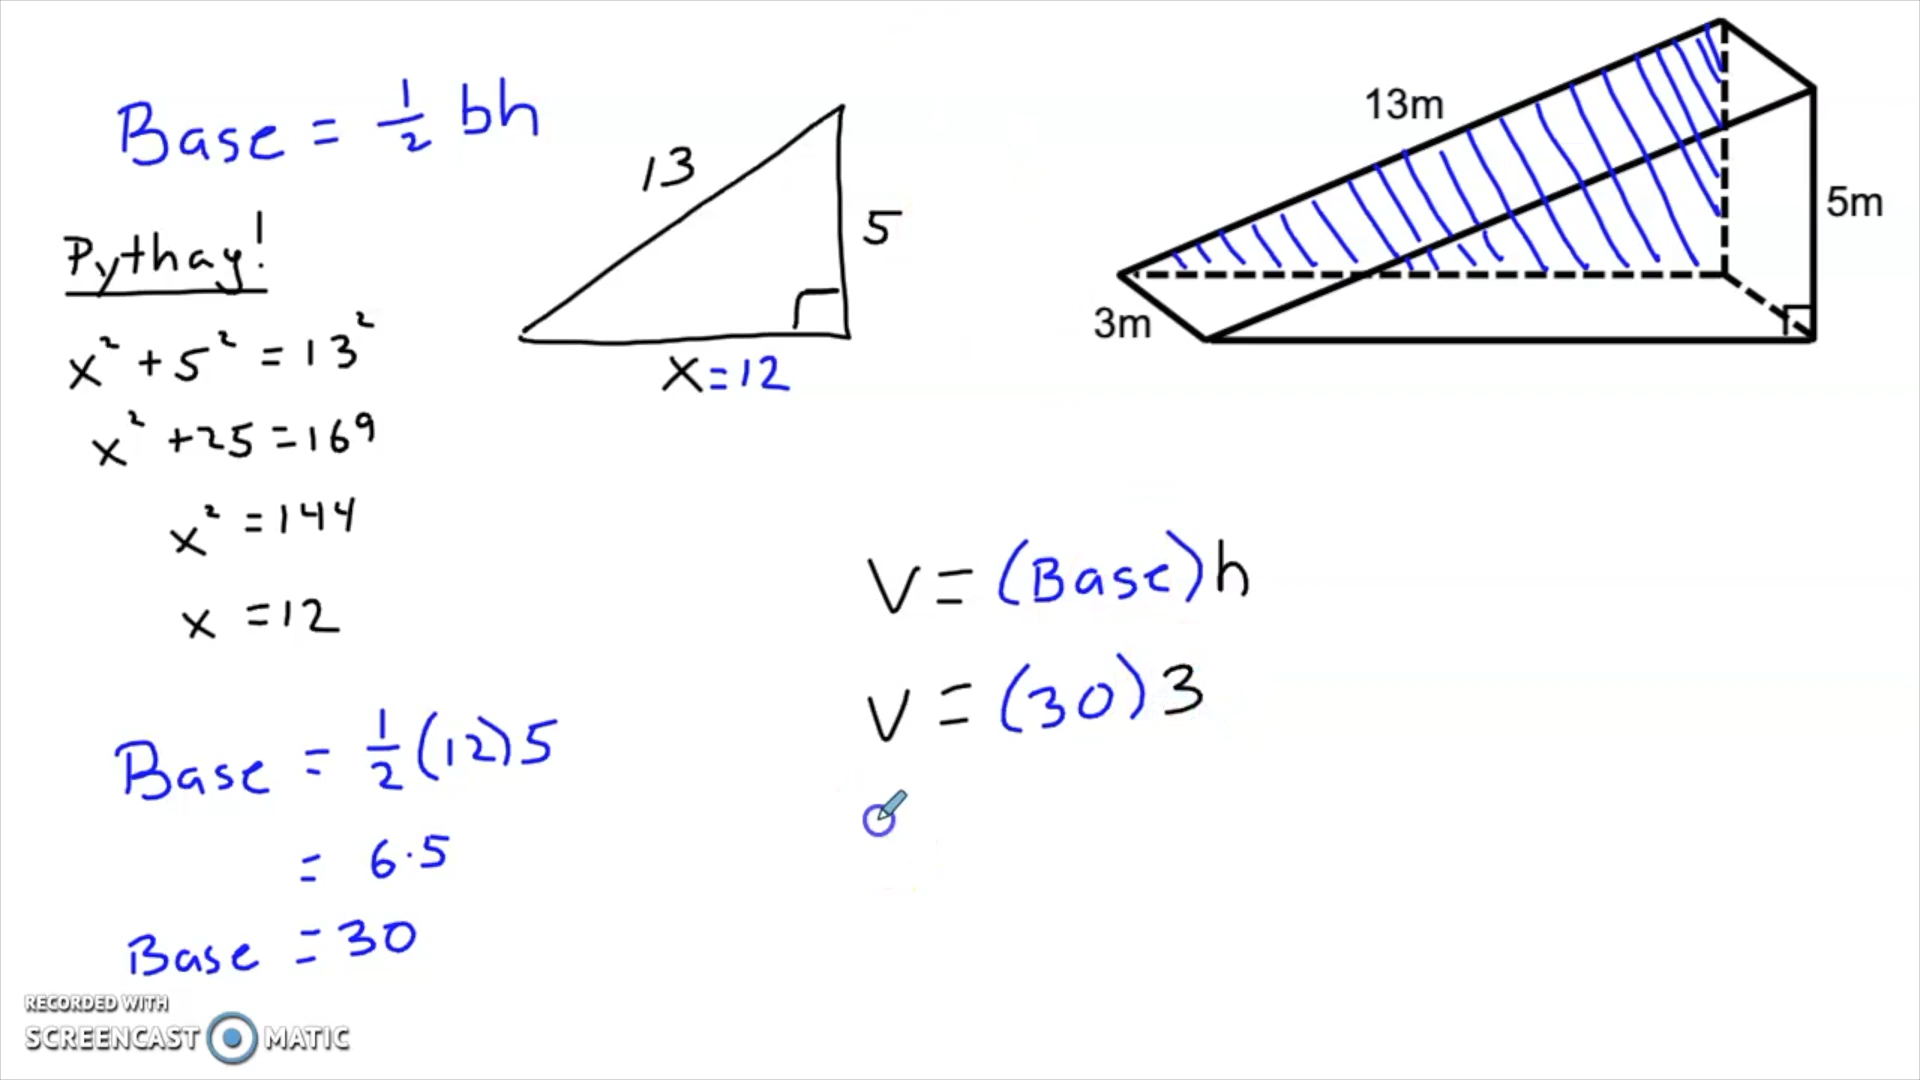 Base = 1/2 bh
Pythag!
x² + 5² = 13²
x² + 25 = 169
x² = 144
x = 12
13
5
x = 12
13m
5m
3m
Base = 1/2 (12) 5
= 6·5
Base = 30
V = (Base) h
V = (30) 3
RECORDED WITH
SCREENCAST MATIC